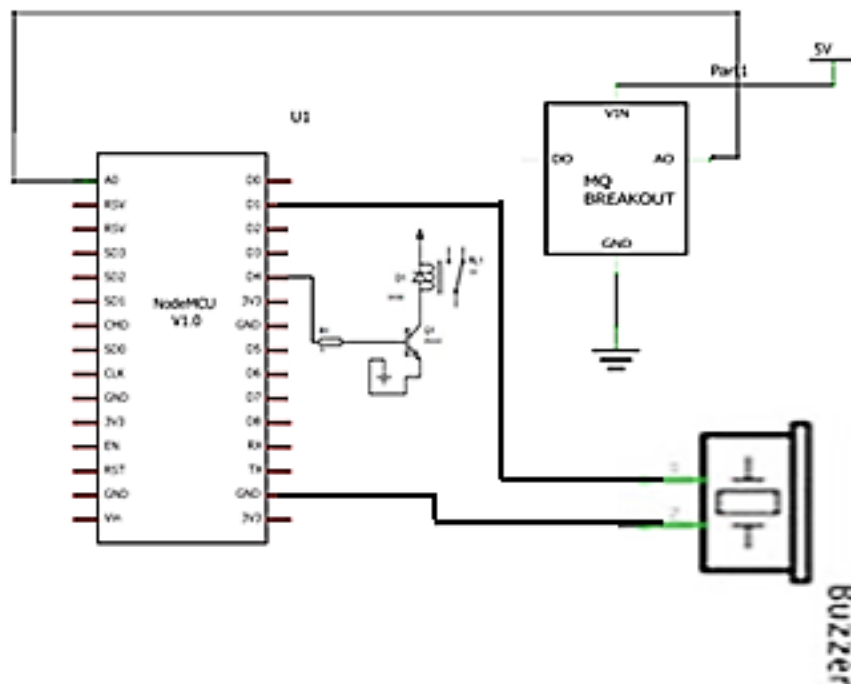 5V
Part1
U1
VIN
DO
AO
MQ
BREAKOUT
GND
A0
RSV
RSV
SD3
SD2
SD1
CMD
SD0
CLK
GND
3V3
EN
RST
GND
Vin
NodeMCU
V1.0
D0
D1
D2
D3
D4
3V3
GND
D5
D6
D7
D8
RX
TX
GND
3V3
Buzzer